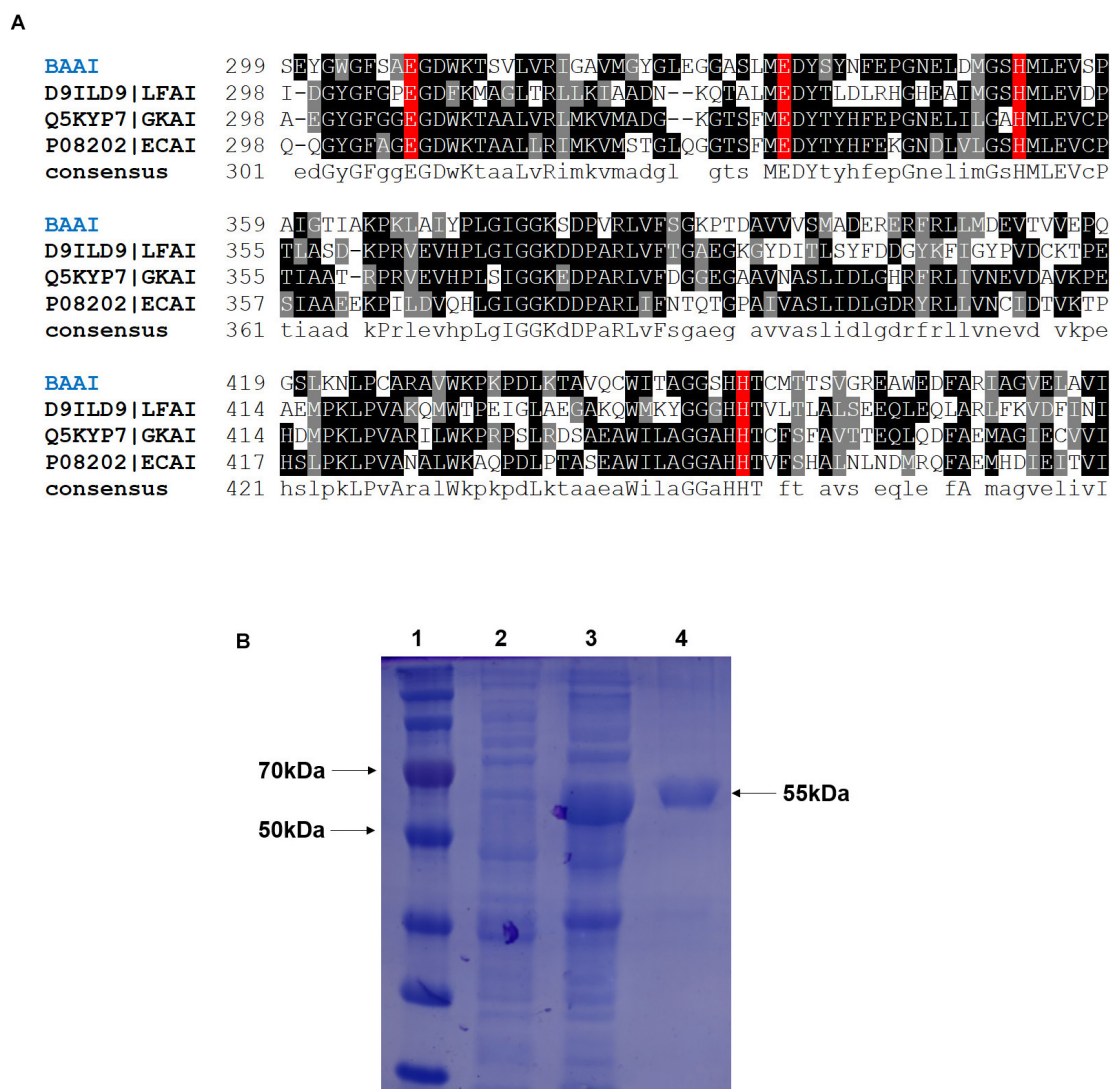 A
BAAI 299 SEYGWGFSAEGDWKTSVLVRIGAVMGYGLEGGASLMEDYSYNFEPGNELDMGSHMLEVSP
D9ILD9|LFAI 298 I-DGYGFGPEGDFKMAGLTRLLKIAADN--KQTALMEDYTLDLRHGHEAIMGSHMLEVDP
Q5KYP7|GKAI 298 A-EGYGFGGEGDWKTAALVRLMKVMADG--KGTSFMEDYTYHFEPGNELILGAHMLEVCP
P08202|ECAI 298 Q-QGYGFAGEGDWKTAALLRIMKVMSTGLQGGTSFMEDYTYHFEKGNDLVLGSHMLEVCP
consensus 301 edGyGFggEGDwKtaaLvRimkvmadgl gts MEDYtyhfepGnelimGsHMLEVcP
BAAI 359 AIGTIAKPKLAIYPLGIGGKSDPVRLVFSGKPTDAVVVSMADERERFRLLMDEVTVVEPQ
D9ILD9|LFAI 355 TLASD-KPRVEVHPLGIGGKDDPARLVFTGAEGKGYDITLSYFDDGYKFIGYPVDCKTPE
Q5KYP7|GKAI 355 TIAAT-RPRVEVHPLSIGGKEDPARLVFDGGEGAAVNASLIDLGHRFRLIVNEVDAVKPE
P08202|ECAI 357 SIAAEEKPILDVQHLGIGGKDDPARLIFNTQTGPAIVASLIDLGDRYRLLVNCIDTVKTP
consensus 361 tiaad kPrlevhpLgIGGKdDPaRLvFsgaeg avvaslidlgdrfrllvnevd vkpe
BAAI 419 GSLKNLPCARAVWKPKPDLKTAVQCWITAGGSHHTCMTTSVGREAWEDFARIAGVELAVI
D9ILD9|LFAI 414 AEMPKLPVAKQMWTPEIGLAEGAKQWMKYGGGHHTVLTLALSEEQLEQLARLFKVDFINI
Q5KYP7|GKAI 414 HDMPKLPVARILWKPRPSLRDSAEAWILAGGAHHTCFSFAVTTEQLQDFAEMAGIECVVI
P08202|ECAI 417 HSLPKLPVANALWKAQPDLPTASEAWILAGGAHHTVFSHALNLNDMRQFAEMHDIEITVI
consensus 421 hslpkLPvAraLWkpkpdLktaaeaWilaGGaHHT ft avs eqle fA magvelivI
B
1 2 3 4
70kDa
50kDa
55kDa